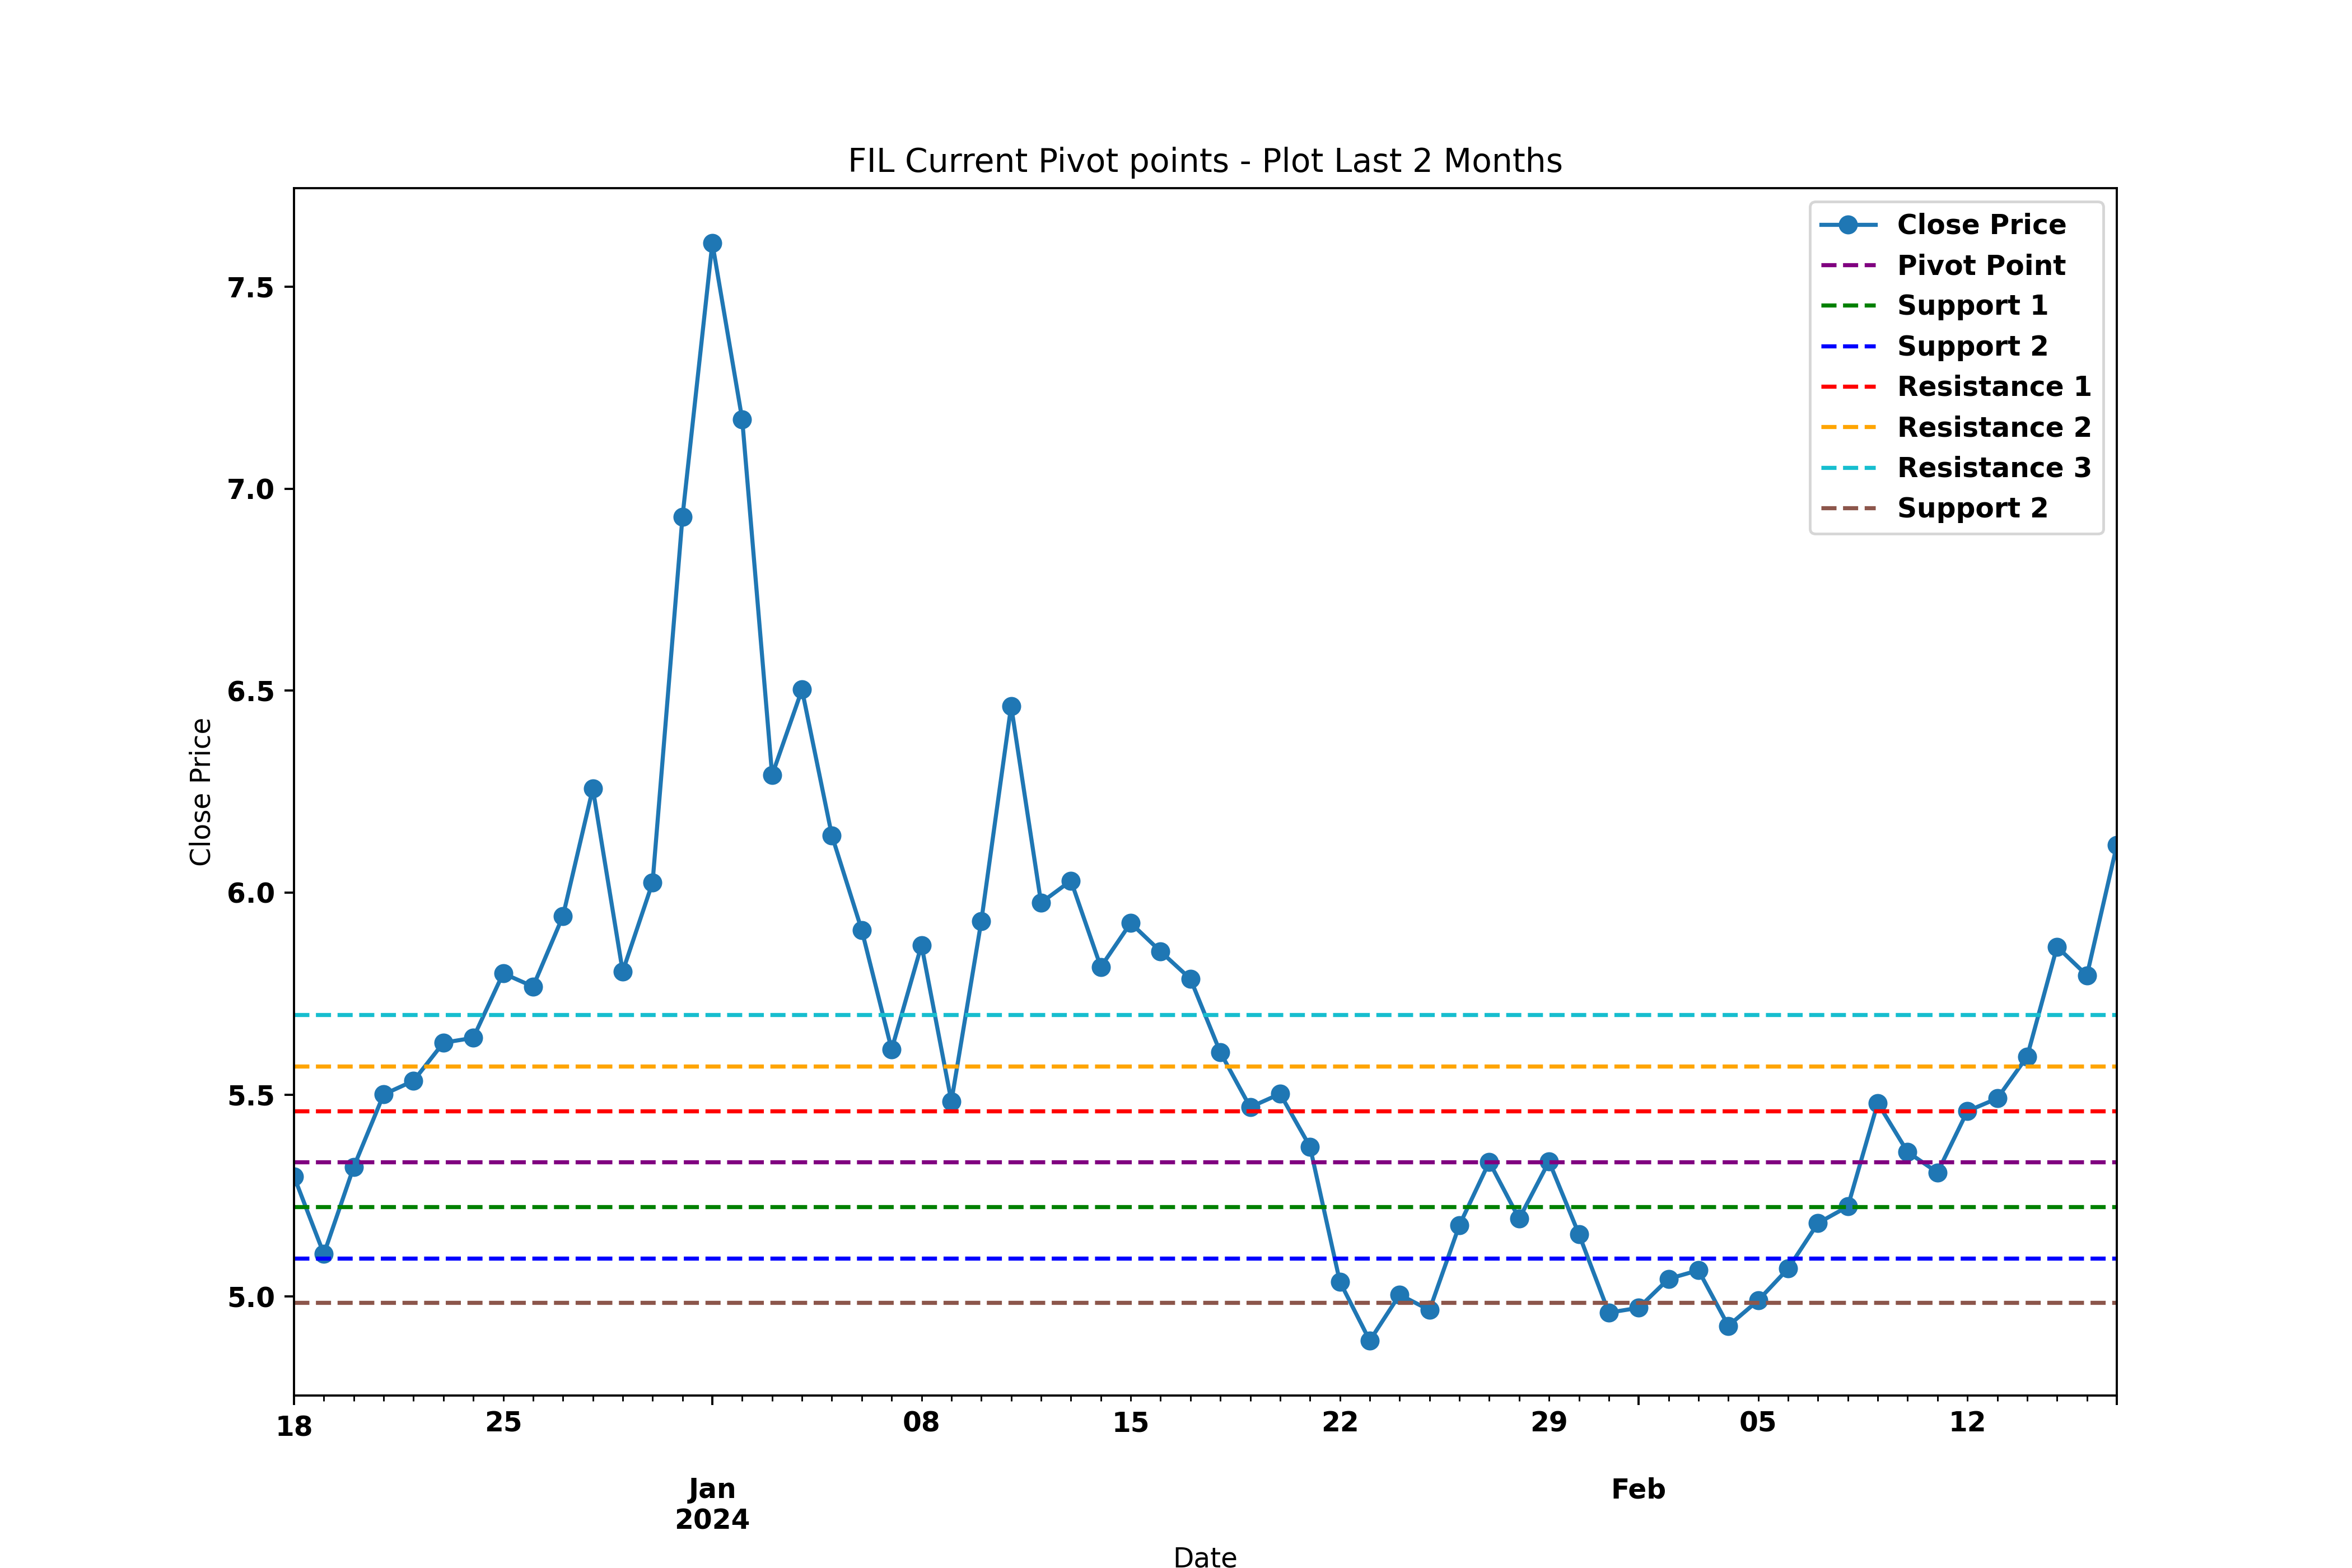 FIL Current Pivot points - Plot Last 2 Months
Close Price
Pivot Point
Support 1
Support 2
Resistance 1
Resistance 2
Resistance 3
Support 2
7.5
7.0
6.5
6.0
5.5
5.0
Close Price
18 25 08 15 22 29 05 12
Jan Feb
2024
Date